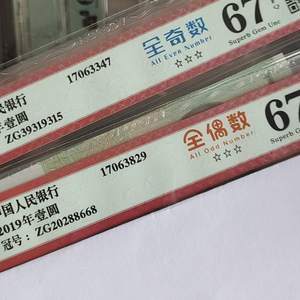 民银行
年壹圆
ZG39319315
17063347
全奇数
All Even Number
☆☆☆
67
Superb Gem Unc
国人民银行
2019年壹圆
冠号: ZG20288668
17063829
全偶数
All Odd Number
☆☆☆
67
Superb Gem